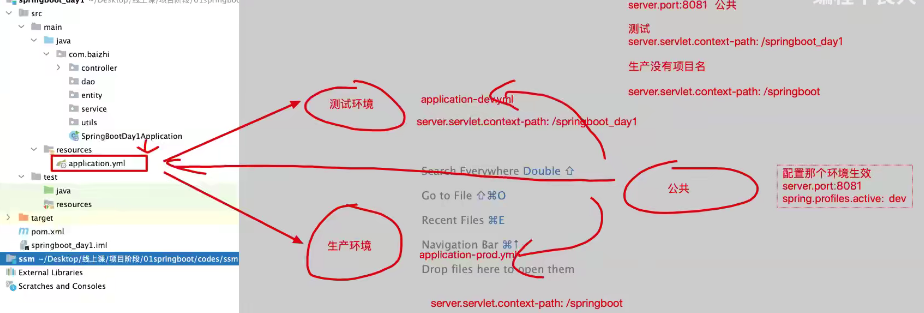 springboot_day1 ~/Desktop/线上课/项目阶段/01springboot/
src
main
java
com.baizhi
controller
dao
entity
service
utils
SpringBootDay1Application
resources
application.yml
test
java
resources
target
pom.xml
springboot_day1.iml
ssm ~/Desktop/线上课/项目阶段/01springboot/codes/ssm
External Libraries
Scratches and Consoles
测试环境
application-dev.yml
server.servlet.context-path: /springboot_day1
Search Everywhere Double ⇧
Go to File ⇧⌘O
Recent Files ⌘E
Navigation Bar ⌘↑
Drop files here to open them
生产环境
application-prod.yml
server.servlet.context-path: /springboot
公共
server.port:8081 公共
测试
server.servlet.context-path: /springboot_day1
生产没有项目名
server.servlet.context-path: /springboot
配置那个环境生效
server.port:8081
spring.profiles.active: dev